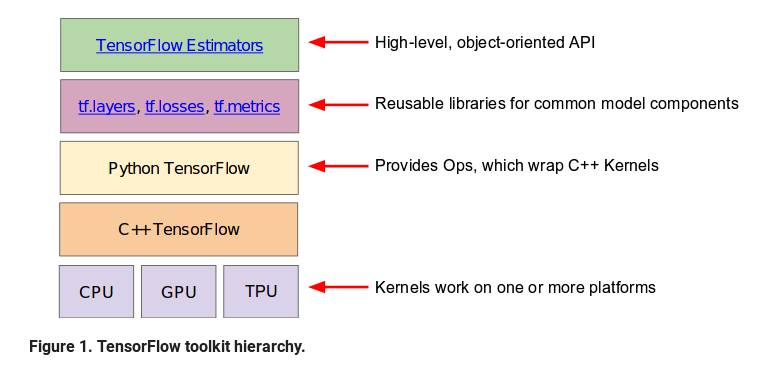 TensorFlow Estimators
High-level, object-oriented API
tf.layers, tf.losses, tf.metrics
Reusable libraries for common model components
Python TensorFlow
Provides Ops, which wrap C++ Kernels
C++ TensorFlow
CPU GPU TPU
Kernels work on one or more platforms
Figure 1. TensorFlow toolkit hierarchy.